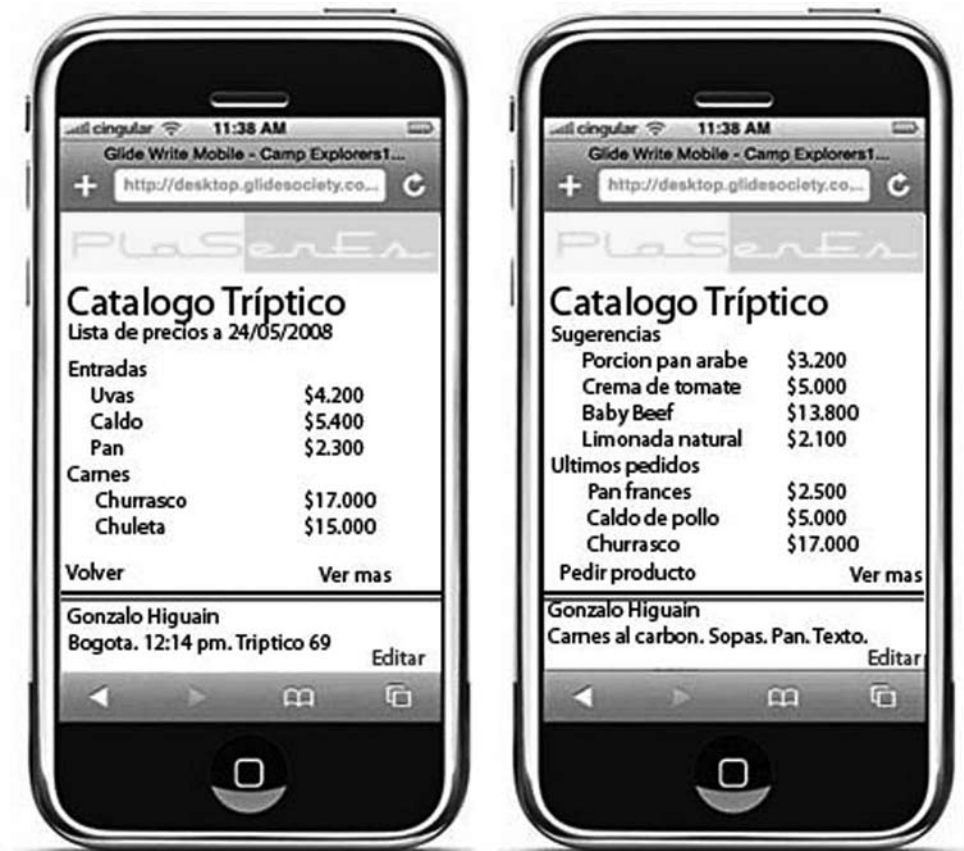 cingular 11:38 AM
Glide Write Mobile - Camp Explorers1...
http://desktop.glidesociety.co...
PLaSerEs
Catalogo Tríptico
Lista de precios a 24/05/2008
Entradas
Uvas $4.200
Caldo $5.400
Pan $2.300
Carnes
Churrasco $17.000
Chuleta $15.000
Volver Ver mas
Gonzalo Higuain
Bogota. 12:14 pm. Triptico 69
Editar
cingular 11:38 AM
Glide Write Mobile - Camp Explorers1...
http://desktop.glidesociety.co...
PLaSerEs
Catalogo Tríptico
Sugerencias
Porcion pan arabe $3.200
Crema de tomate $5.000
Baby Beef $13.800
Limonada natural $2.100
Ultimos pedidos
Pan frances $2.500
Caldo de pollo $5.000
Churrasco $17.000
Pedir producto Ver mas
Gonzalo Higuain
Carnes al carbon. Sopas. Pan. Texto.
Editar